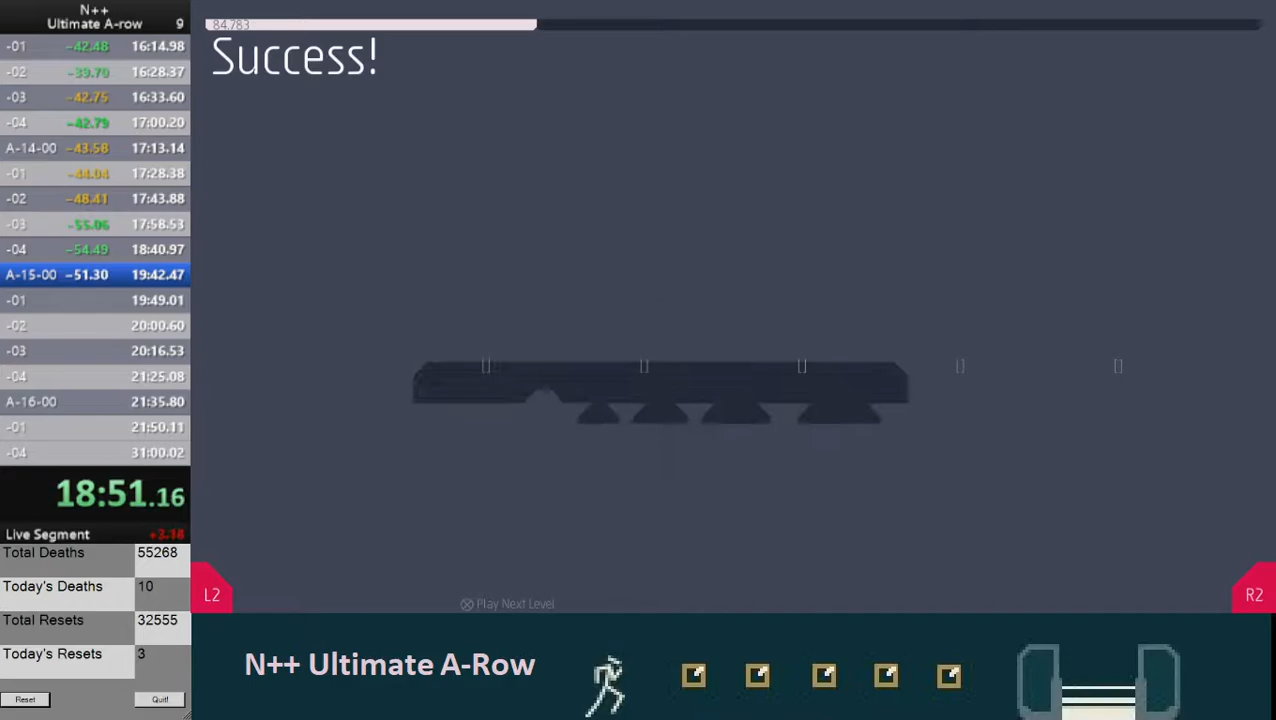 N++
Ultimate A-row 9
-01 -42.48 16:14.98
-02 -39.70 16:28.37
-03 -42.75 16:33.60
-04 -42.79 17:00.20
A-14-00 -43.58 17:13.14
-01 -44.04 17:28.38
-02 -48.41 17:43.88
-03 -55.06 17:58.53
-04 -54.49 18:40.97
A-15-00 -51.30 19:42.47
-01 19:49.01
-02 20:00.60
-03 20:16.53
-04 21:25.08
A-16-00 21:35.80
-01 21:50.11
-04 31:00.02
18:51.16
Live Segment +3.18
Total Deaths 55268
Today's Deaths 10
Total Resets 32555
Today's Resets 3
Reset Quit!
84.783
Success!
L2
R2
Play Next Level
N++ Ultimate A-Row